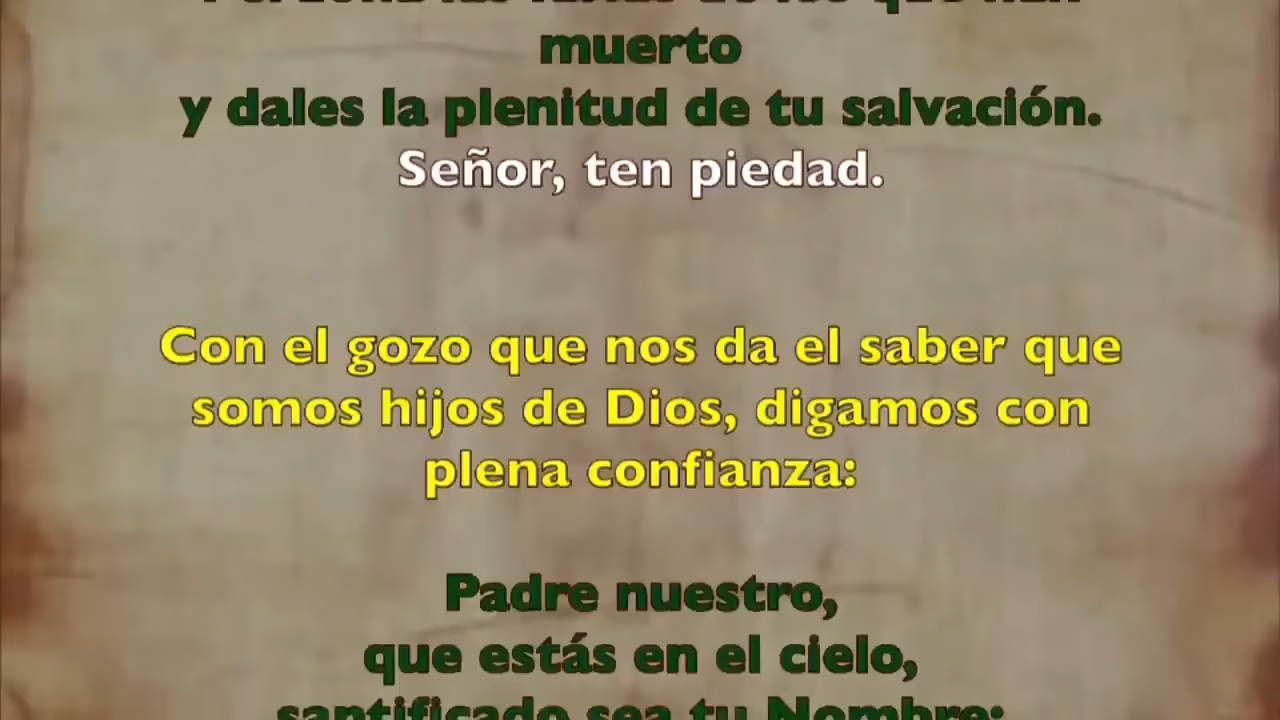 muerto
y dales la plenitud de tu salvación.
Señor, ten piedad.
Con el gozo que nos da el saber que
somos hijos de Dios, digamos con
plena confianza:
Padre nuestro,
que estás en el cielo,
santificado sea tu Nombre;